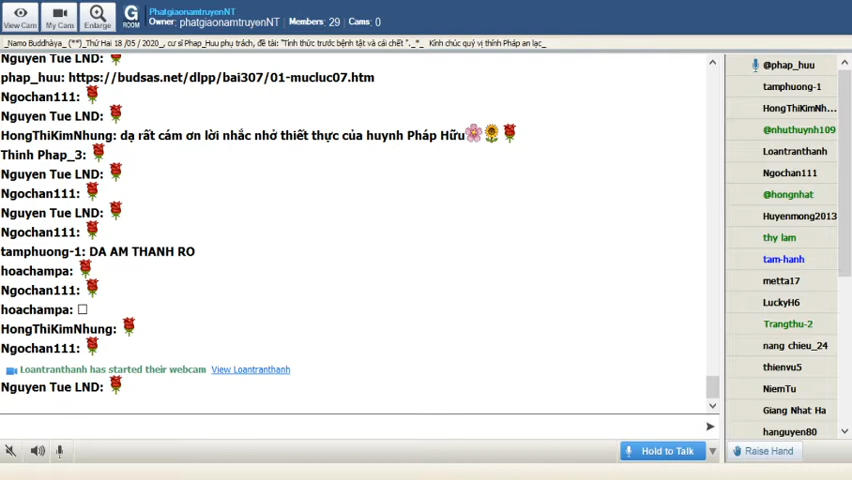 View Cam
My Cam
Enlarge
G
ROOM
PhatgiaonamtruyenNT
Owner: phatgiaonamtruyenNT Members: 29 Cams: 0
_Namo Buddhàya_ (**)_Thứ Hai 18 /05 / 2020_, cư sĩ Phap_Huu phụ trách, đề tài: "Tỉnh thức trước bệnh tật và cái chết "._*_ Kính chúc quý vị thính Pháp an lạc_
Nguyen Tue LND:
phap_huu: https://budsas.net/dlpp/bai307/01-mucluc07.htm
Ngochan111:
Nguyen Tue LND:
HongThiKimNhung: dạ rất cám ơn lời nhắc nhở thiết thực của huynh Pháp Hữu
Thinh Phap_3:
Nguyen Tue LND:
Ngochan111:
Nguyen Tue LND:
Ngochan111:
tamphuong-1: DA AM THANH RO
hoachampa:
Ngochan111:
hoachampa: □
HongThiKimNhung:
Ngochan111:
Loantranthanh has started their webcam View Loantranthanh
Nguyen Tue LND:
Hold to Talk
@phap_huu
tamphuong-1
HongThiKimNh...
@nhuthuynh109
Loantranthanh
Ngochan111
@hongnhat
Huyenmong2013
thy lam
tam-hanh
metta17
LuckyH6
Trangthu-2
nang chieu_24
thienvu5
NiemTu
Giang Nhat Ha
hanguyen80
Raise Hand